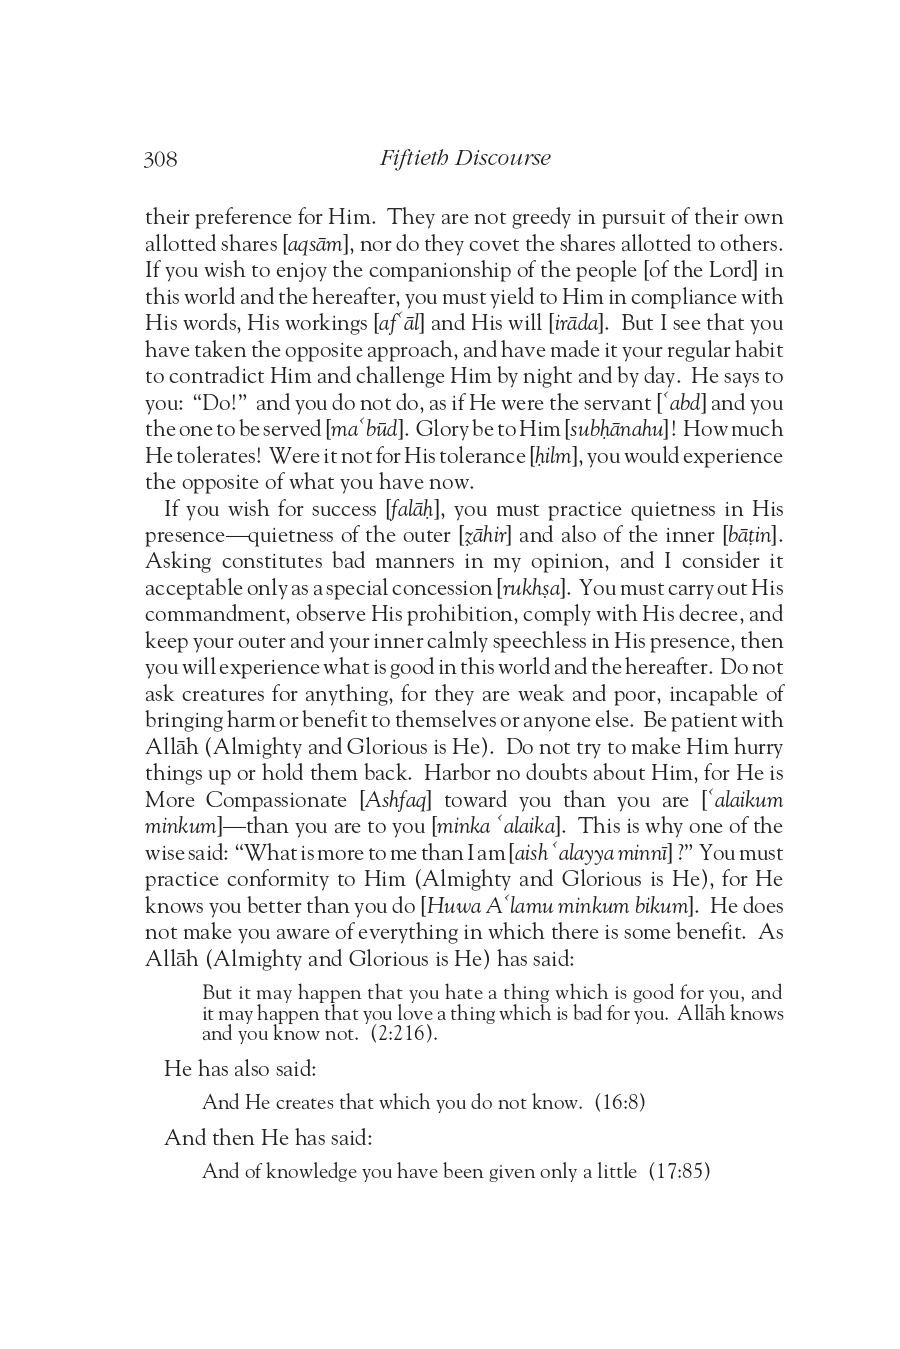 308
Fiftieth Discourse
their preference for Him.  They are not greedy in pursuit of their own
allotted shares [aqsām], nor do they covet the shares allotted to others.
If you wish to enjoy the companionship of the people [of the Lord] in
this world and the hereafter, you must yield to Him in compliance with
His words, His workings [afʿāl] and His will [irāda].  But I see that you
have taken the opposite approach, and have made it your regular habit
to contradict Him and challenge Him by night and by day.  He says to
you:  “Do!”  and you do not do, as if He were the servant [ʿabd] and you
the one to be served [maʿbūd].  Glory be to Him [subḥānahu]!  How much
He tolerates!  Were it not for His tolerance [ḥilm], you would experience
the opposite of what you have now.
If you wish for success [falāḥ], you must practice quietness in His
presence—quietness of the outer [ẓāhir] and also of the inner [bāṭin].
Asking constitutes bad manners in my opinion, and I consider it
acceptable only as a special concession [rukhṣa].  You must carry out His
commandment, observe His prohibition, comply with His decree, and
keep your outer and your inner calmly speechless in His presence, then
you will experience what is good in this world and the hereafter.  Do not
ask creatures for anything, for they are weak and poor, incapable of
bringing harm or benefit to themselves or anyone else.  Be patient with
Allāh (Almighty and Glorious is He).  Do not try to make Him hurry
things up or hold them back.  Harbor no doubts about Him, for He is
More Compassionate [Ashfaq] toward you than you are [ʿalaikum
minkum]—than you are to you [minka ʿalaika].  This is why one of the
wise said: “What is more to me than I am [aish ʿalayya minnī] ?” You must
practice conformity to Him (Almighty and Glorious is He), for He
knows you better than you do [Huwa Aʿlamu minkum bikum].  He does
not make you aware of everything in which there is some benefit.  As
Allāh (Almighty and Glorious is He) has said:
But it may happen that you hate a thing which is good for you, and
it may happen that you love a thing which is bad for you.  Allāh knows
and you know not.  (2:216).
He has also said:
And He creates that which you do not know.  (16:8)
And then He has said:
And of knowledge you have been given only a little  (17:85)